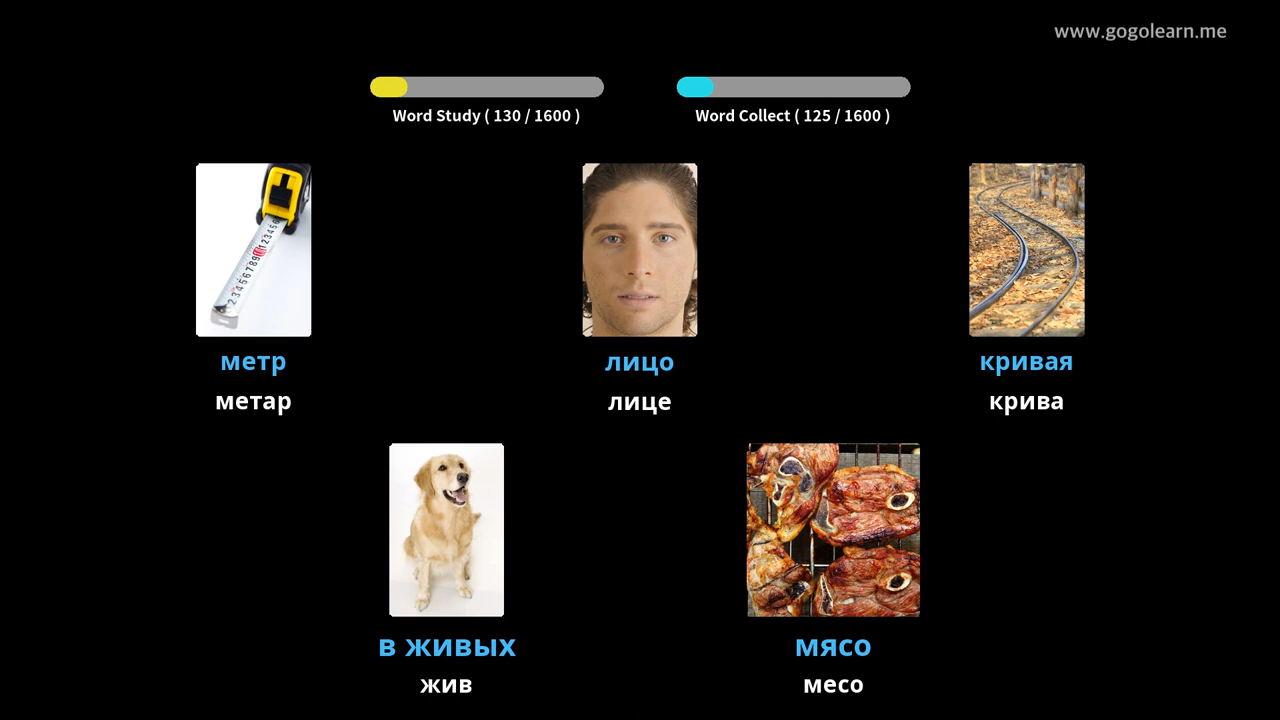 www.gogolearn.me
Word Study ( 130 / 1600 )
Word Collect ( 125 / 1600 )
метр
метар
лицо
лице
кривая
крива
в живых
жив
мясо
месо